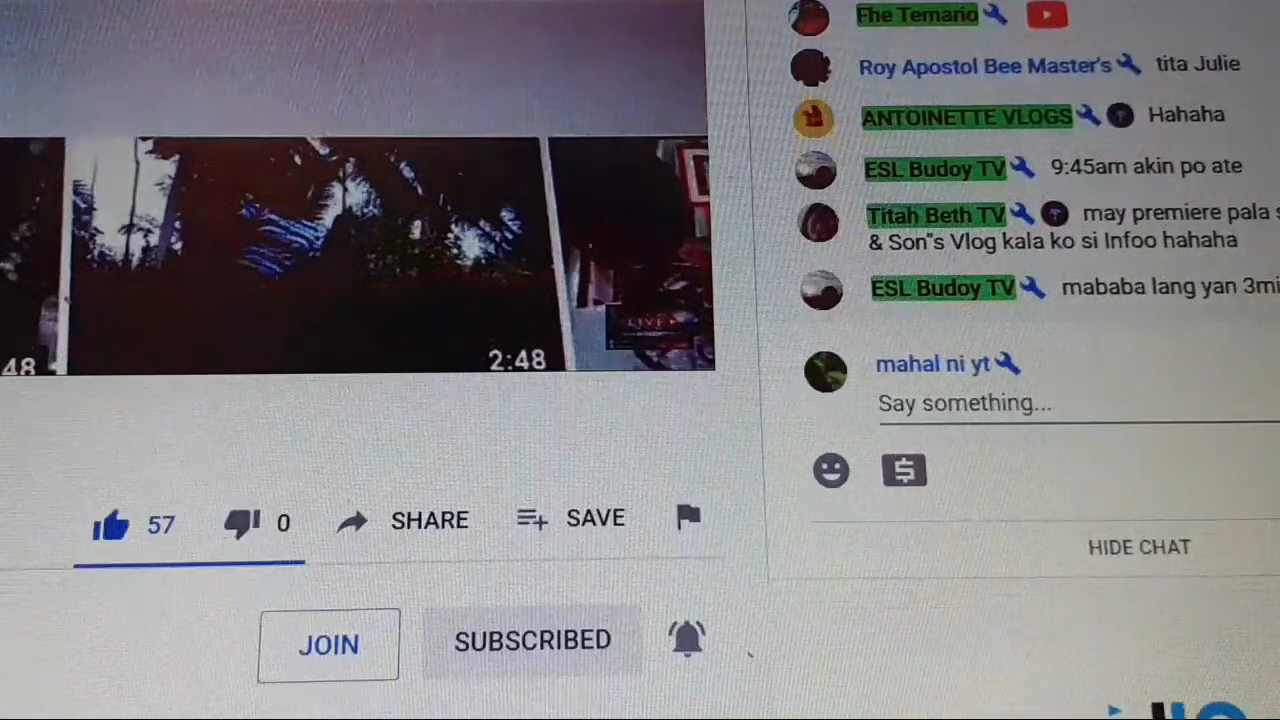 Fhe Temario
Roy Apostol Bee Master's tita Julie
ANTOINETTE VLOGS Hahaha
ESL Budoy TV 9:45am akin po ate
Titah Beth TV may premiere pala
& Son"s Vlog kala ko si Infoo hahaha
ESL Budoy TV mababa lang yan
mahal ni yt
Say something...
HIDE CHAT
48
2:48
LIVE
57 0 SHARE SAVE
JOIN SUBSCRIBED